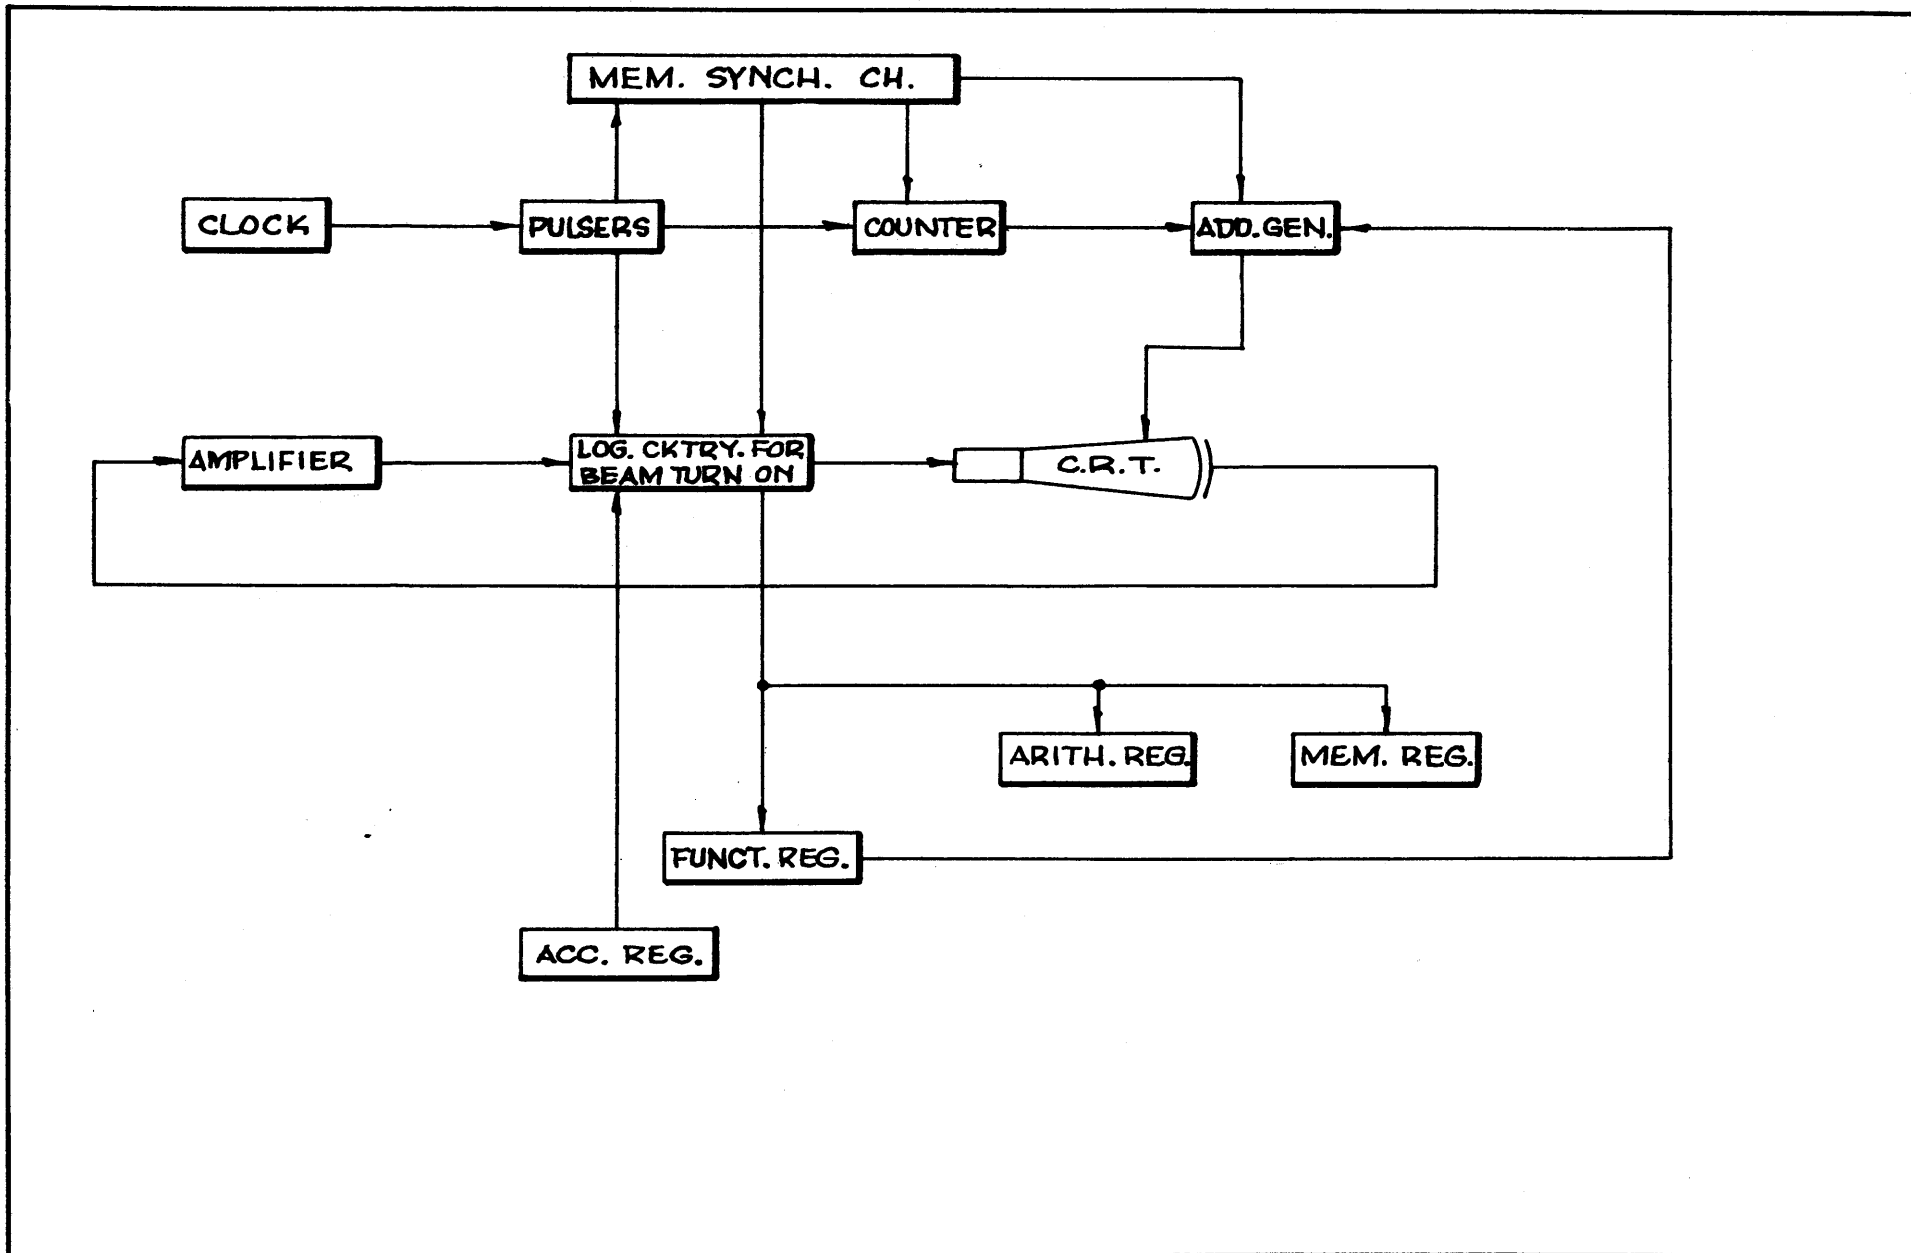 MEM. SYNCH. CH.
CLOCK
PULSERS
COUNTER
ADD.GEN.
AMPLIFIER
LOG. CKTRY. FOR
BEAM TURN ON
C.R.T.
ARITH. REG.
MEM. REG.
FUNCT. REG.
ACC. REG.